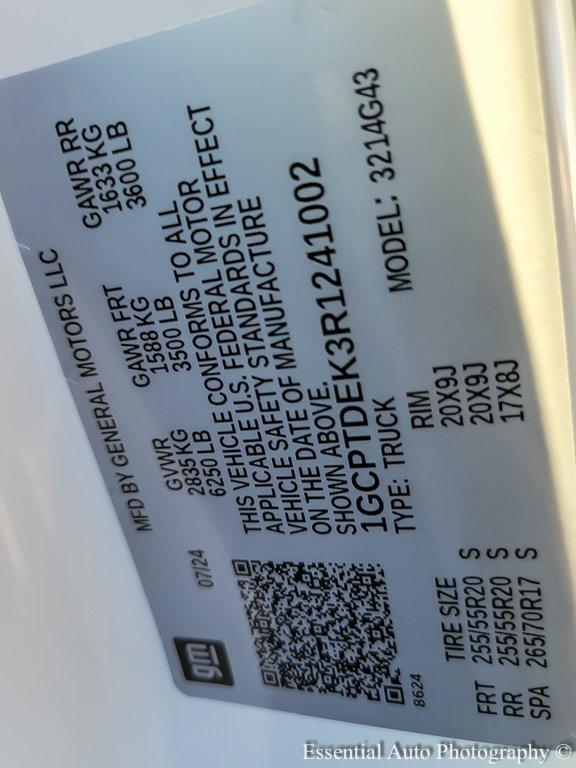 gm
MFD BY GENERAL MOTORS LLC
07/24
GVWR GAWR FRT GAWR RR
2835 KG 1588 KG 1633 KG
6250 LB 3500 LB 3600 LB
THIS VEHICLE CONFORMS TO ALL
APPLICABLE U.S. FEDERAL MOTOR
VEHICLE SAFETY STANDARDS IN EFFECT
ON THE DATE OF MANUFACTURE
SHOWN ABOVE.
1GCPTDEK3R1241002
TYPE: TRUCK MODEL: 3214G43
8624
TIRE SIZE RIM
FRT 255/55R20 S 20X9J
RR 255/55R20 S 20X9J
SPA 265/70R17 S 17X8J
Essential Auto Photography ©